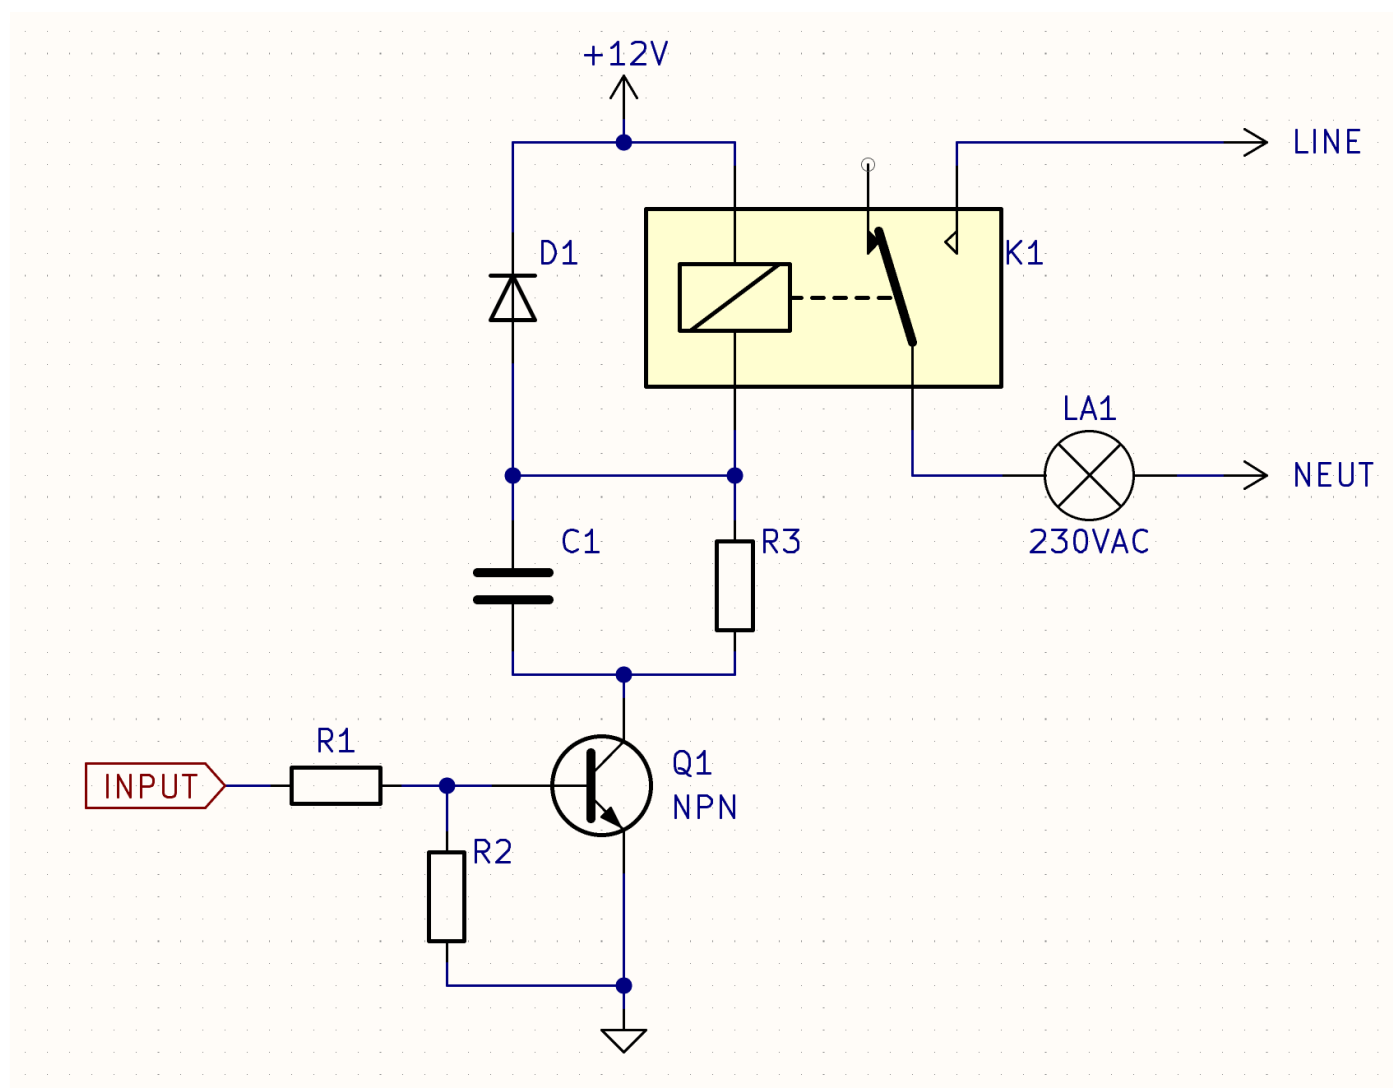 +12V
LINE
D1
K1
LA1
NEUT
230VAC
C1
R3
R1
Q1
NPN
INPUT
R2